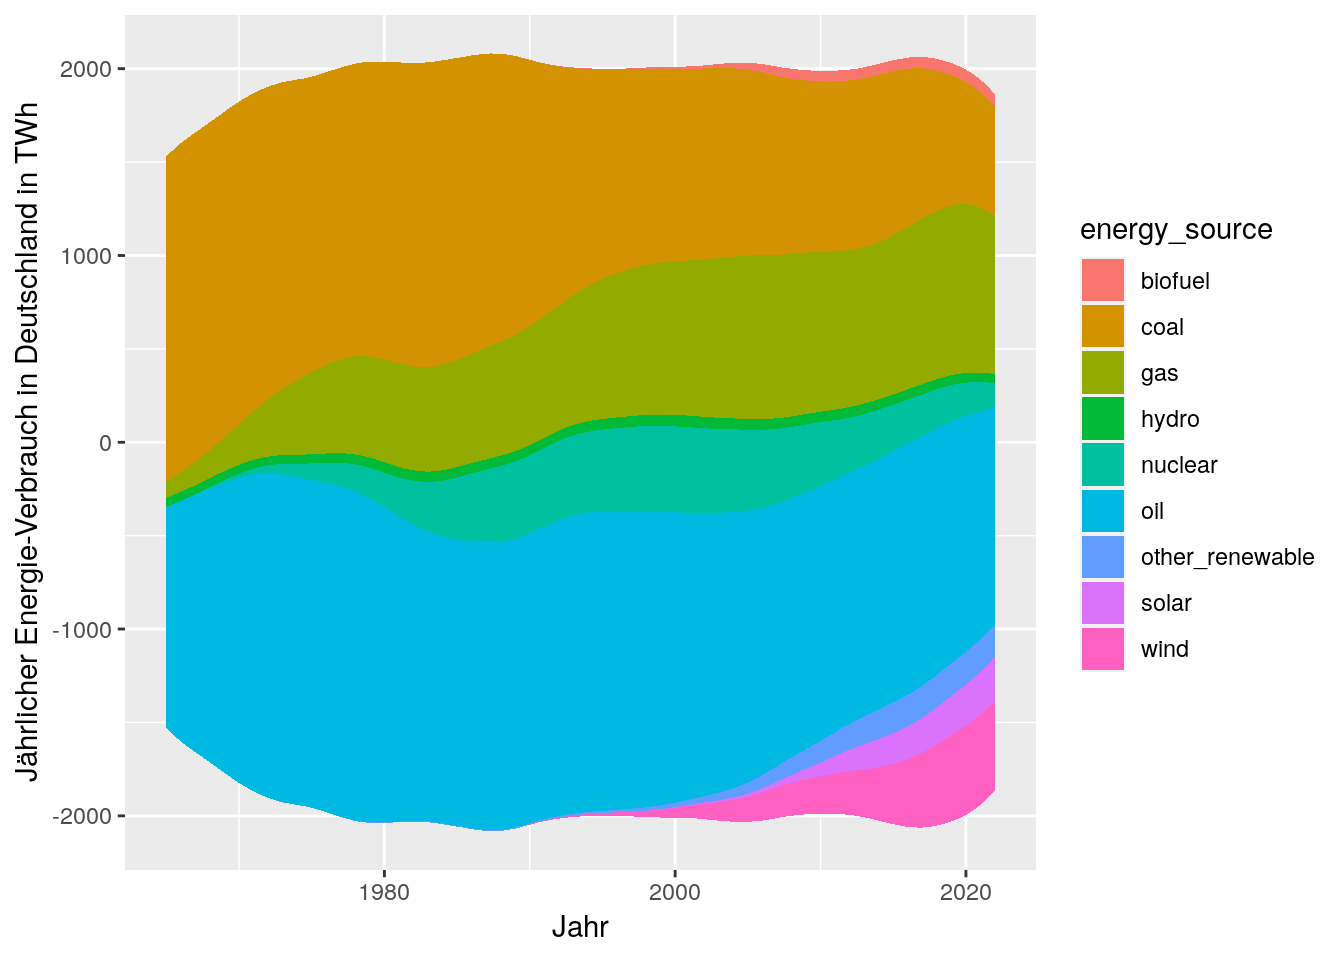 Jährlicher Energie-Verbrauch in Deutschland in TWh
2000
1000
0
-1000
-2000
1980
2000
2020
Jahr
energy_source
biofuel
coal
gas
hydro
nuclear
oil
other_renewable
solar
wind